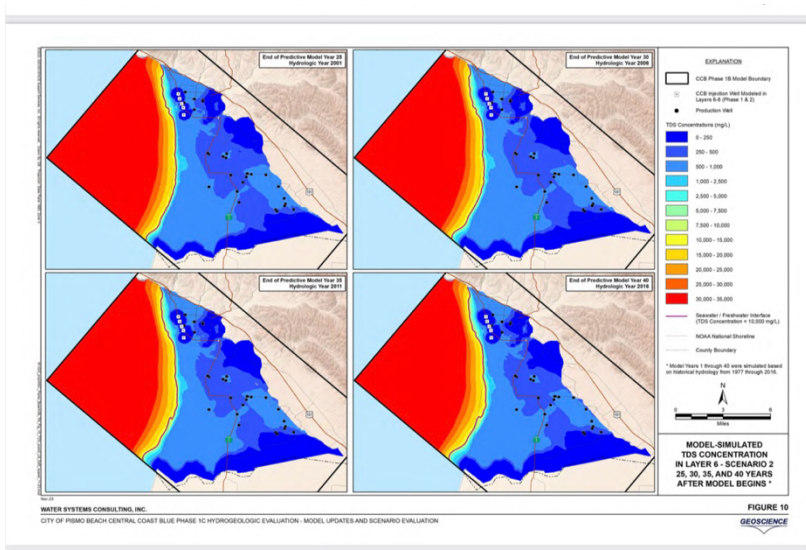 End of Predictive Model Year 25
Hydrologic Year 2001
End of Predictive Model Year 30
Hydrologic Year 2006
End of Predictive Model Year 35
Hydrologic Year 2011
End of Predictive Model Year 40
Hydrologic Year 2016
EXPLANATION
CCB Phase 1B Model Boundary
CCB Injection Well Modeled in
Layers 6-8 (Phase 1 & 2)
Production Well
TDS Concentrations (mg/L)
0 - 250
250 - 500
500 - 1,000
1,000 - 2,500
2,500 - 5,000
5,000 - 7,500
7,500 - 10,000
10,000 - 15,000
15,000 - 20,000
20,000 - 25,000
25,000 - 30,000
30,000 - 35,000
Seawater / Freshwater Interface
(TDS Concentration = 10,000 mg/L)
NOAA National Shoreline
County Boundary
* Model Years 1 through 40 were simulated based
on historical hydrology from 1977 through 2016.
N
0 3 6
Miles
MODEL-SIMULATED
TDS CONCENTRATION
IN LAYER 6 - SCENARIO 2
25, 30, 35, AND 40 YEARS
AFTER MODEL BEGINS *
WATER SYSTEMS CONSULTING, INC.
CITY OF PISMO BEACH CENTRAL COAST BLUE PHASE 1C HYDROGEOLOGIC EVALUATION - MODEL UPDATES AND SCENARIO EVALUATION
FIGURE 10
GEOSCIENCE